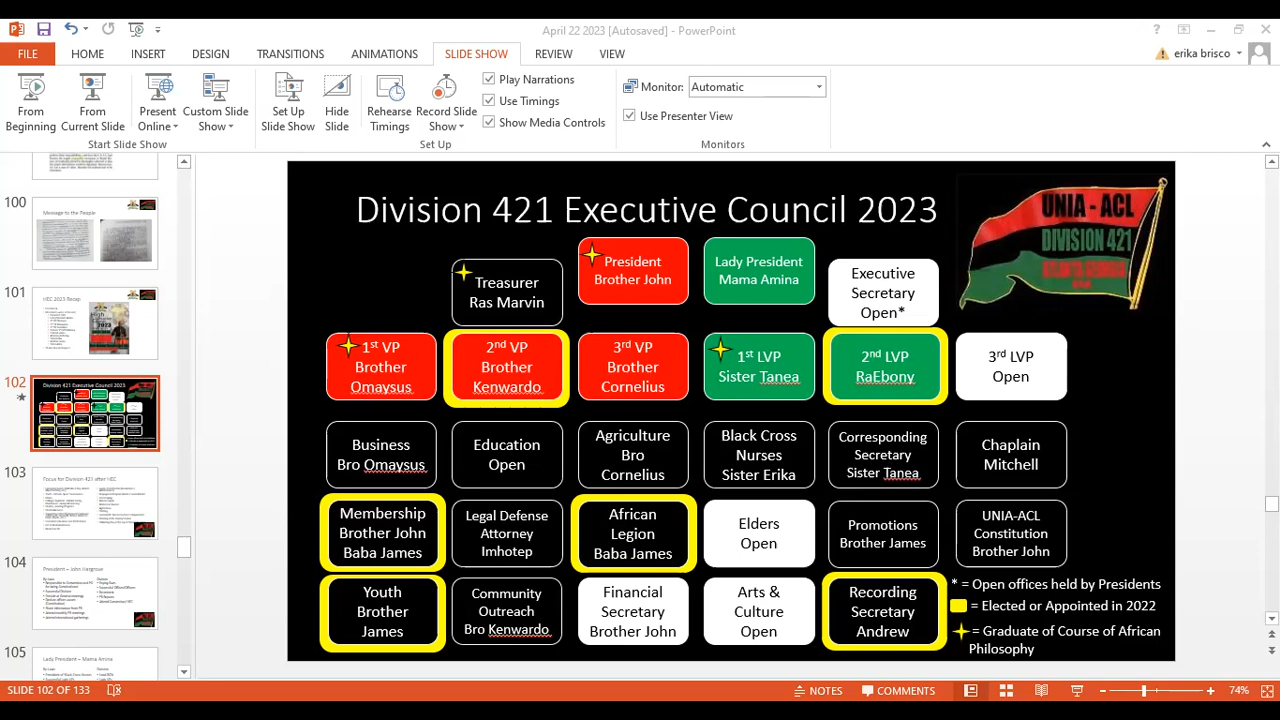 April 22 2023 [Autosaved] - PowerPoint
FILE
HOME
INSERT
DESIGN
TRANSITIONS
ANIMATIONS
SLIDE SHOW
REVIEW
VIEW
erika brisco
From
Beginning
From
Current Slide
Present
Online
Custom Slide
Show
Start Slide Show
Set Up
Slide Show
Hide
Slide
Rehearse
Timings
Record Slide
Show
Play Narrations
Use Timings
Show Media Controls
Set Up
Monitor:
Automatic
Use Presenter View
Monitors
100
Message to the People
101
HEC 2023 Recap
102
Division 421 Executive Council 2023
103
Focus for Division 421 after HEC
104
President – John Hargrove
105
Lady President – Mama Amina
Division 421 Executive Council 2023
UNIA - ACL
DIVISION 421
ATLANTA GEORGIA
Treasurer
Ras Marvin
President
Brother John
Lady President
Mama Amina
Executive
Secretary
Open*
1st VP
Brother
Omaysus
2nd VP
Brother
Kenwardo
3rd VP
Brother
Cornelius
1st LVP
Sister Tanea
2nd LVP
RaEbony
3rd LVP
Open
Business
Bro Omaysus
Education
Open
Agriculture
Bro
Cornelius
Black Cross
Nurses
Sister Erika
Corresponding
Secretary
Sister Tanea
Chaplain
Mitchell
Membership
Brother John
Baba James
Legal Defense
Attorney
Imhotep
African
Legion
Baba James
Elders
Open
Promotions
Brother James
UNIA-ACL
Constitution
Brother John
Youth
Brother
James
Community
Outreach
Bro Kenwardo
Financial
Secretary
Brother John
Arts &
Culture
Open
Recording
Secretary
Andrew
* = Open offices held by Presidents
= Elected or Appointed in 2022
= Graduate of Course of African
Philosophy
SLIDE 102 OF 133
NOTES
COMMENTS
74%